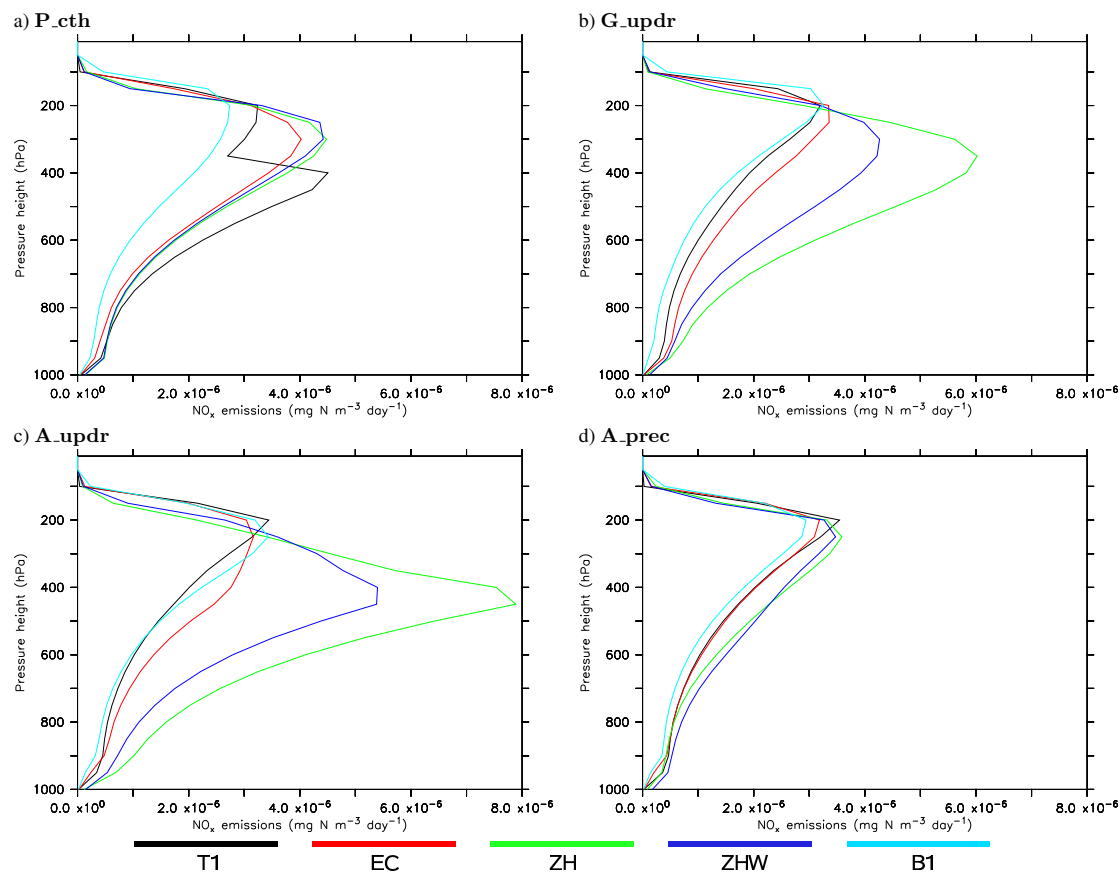 a) P_cth
b) G_updr
Pressure height (hPa)
200
400
600
800
1000
0.0 x10⁰ 2.0 x10⁻⁶ 4.0 x10⁻⁶ 6.0 x10⁻⁶ 8.0 x10⁻⁶
NOₓ emissions (mg N m⁻³ day⁻¹)
Pressure height (hPa)
200
400
600
800
1000
0.0 x10⁰ 2.0 x10⁻⁶ 4.0 x10⁻⁶ 6.0 x10⁻⁶ 8.0 x10⁻⁶
NOₓ emissions (mg N m⁻³ day⁻¹)
c) A_updr
d) A_prec
Pressure height (hPa)
200
400
600
800
1000
0.0 x10⁰ 2.0 x10⁻⁶ 4.0 x10⁻⁶ 6.0 x10⁻⁶ 8.0 x10⁻⁶
NOₓ emissions (mg N m⁻³ day⁻¹)
Pressure height (hPa)
200
400
600
800
1000
0.0 x10⁰ 2.0 x10⁻⁶ 4.0 x10⁻⁶ 6.0 x10⁻⁶ 8.0 x10⁻⁶
NOₓ emissions (mg N m⁻³ day⁻¹)
T1 EC ZH ZHW B1